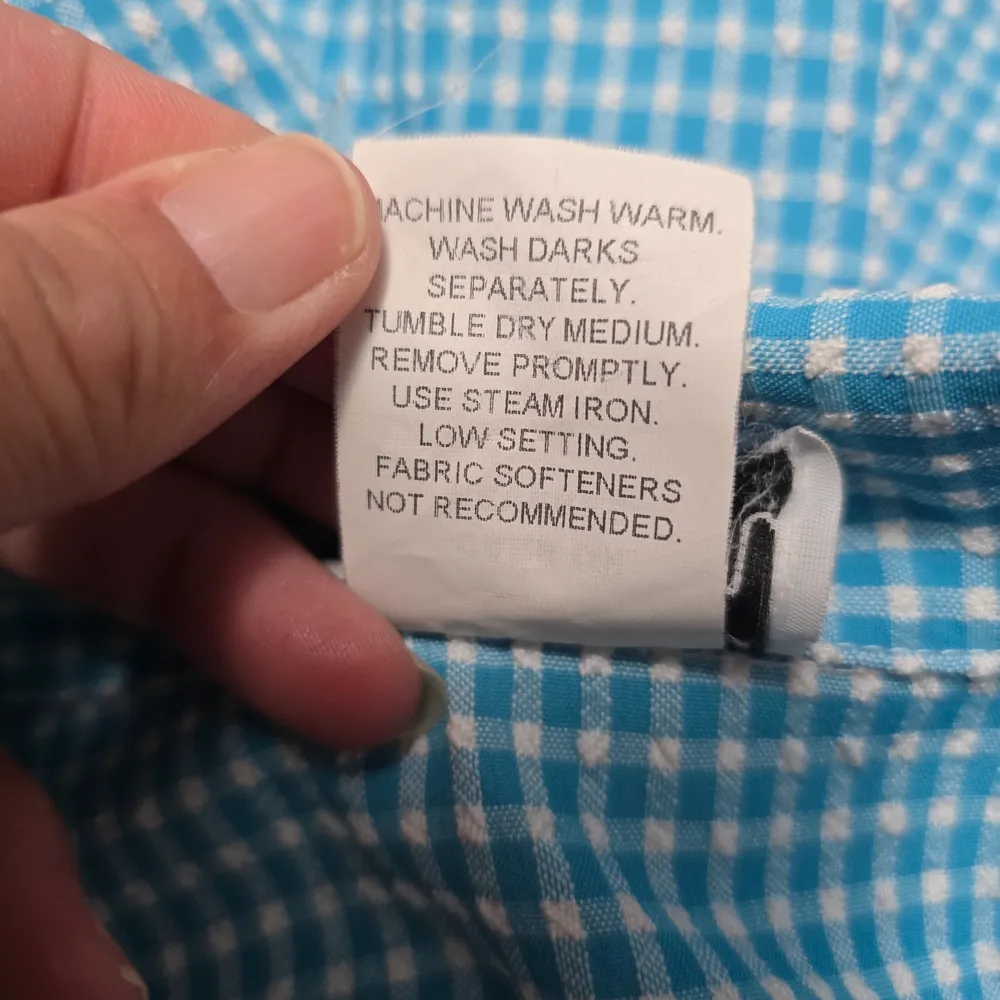 MACHINE WASH WARM.
WASH DARKS
SEPARATELY.
TUMBLE DRY MEDIUM.
REMOVE PROMPTLY.
USE STEAM IRON.
LOW SETTING.
FABRIC SOFTENERS
NOT RECOMMENDED.